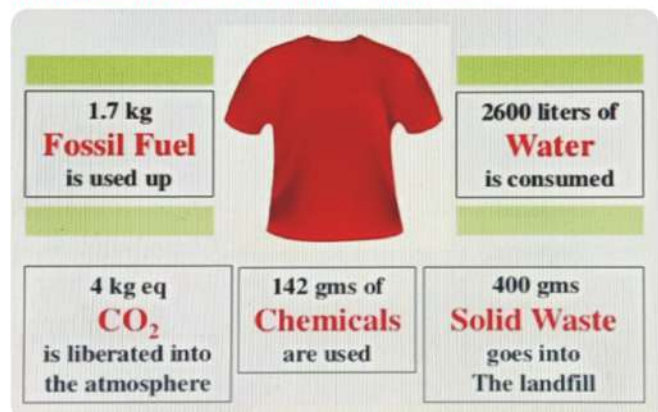 1.7 kg
Fossil Fuel
is used up
2600 liters of
Water
is consumed
4 kg eq
CO₂
is liberated into
the atmosphere
142 gms of
Chemicals
are used
400 gms
Solid Waste
goes into
The landfill